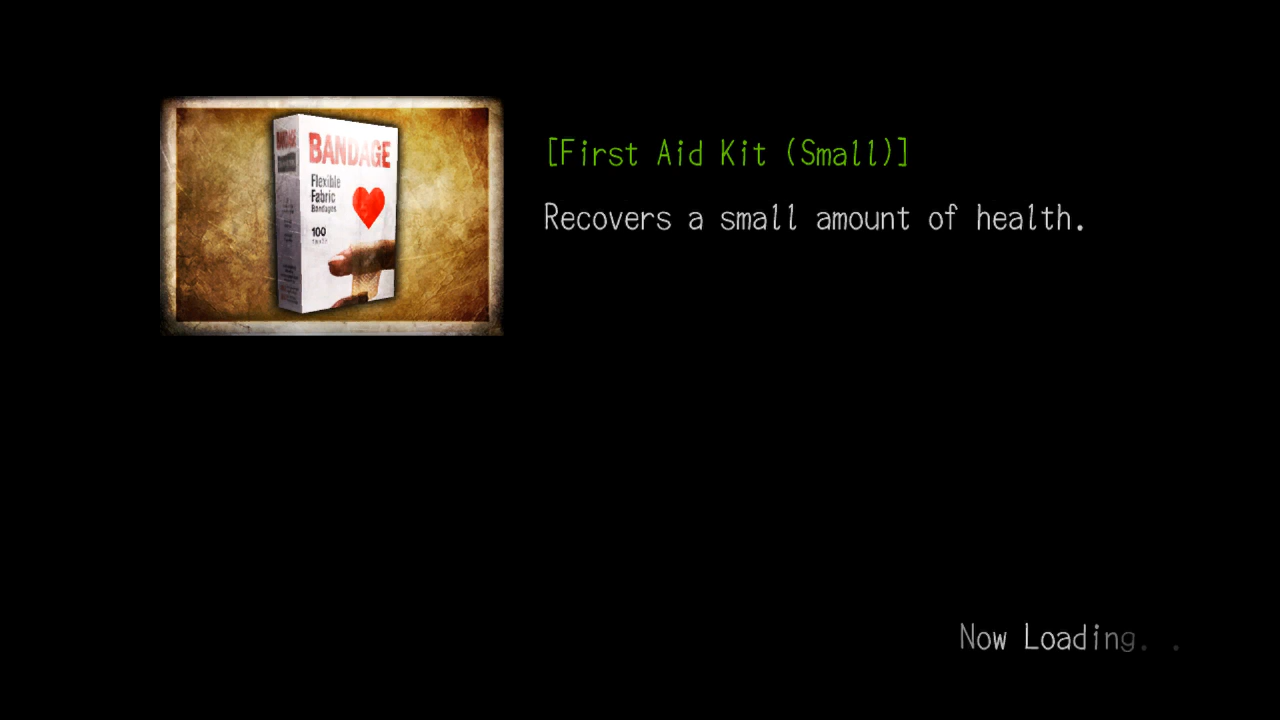 BANDAGE
Flexible
Fabric
Bandages
100
[First Aid Kit (Small)]
Recovers a small amount of health.
Now Loading. .